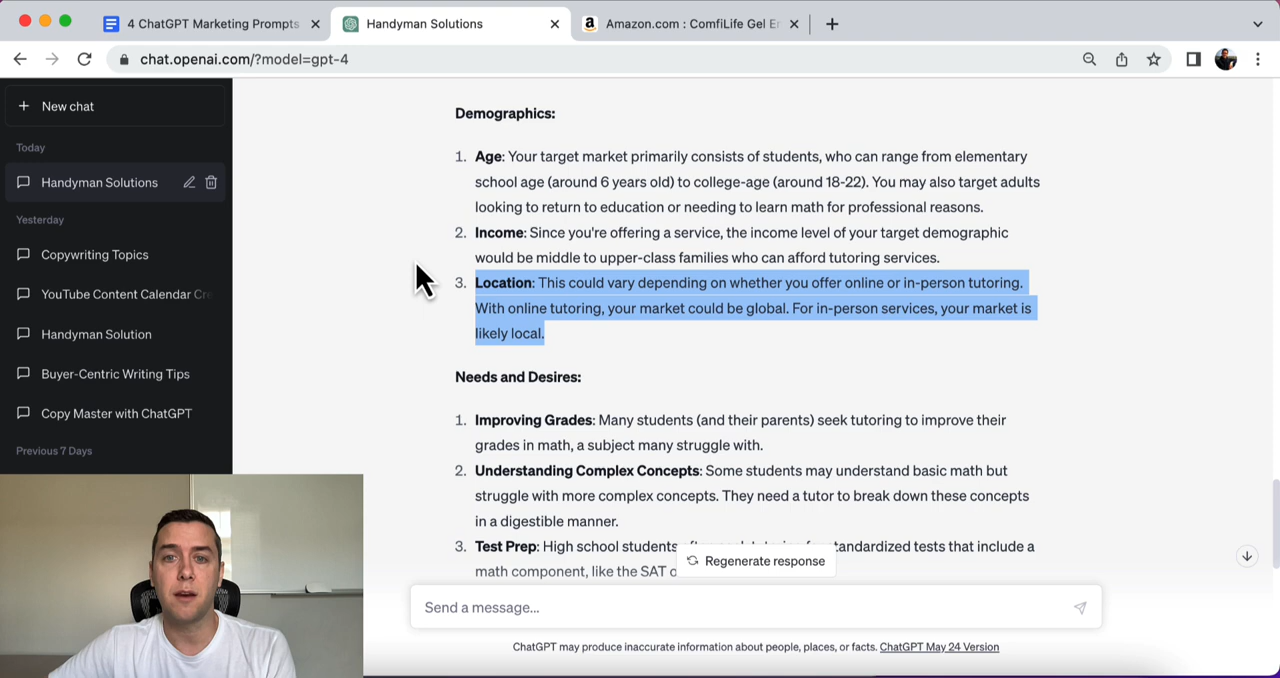 4 ChatGPT Marketing Prompts
Handyman Solutions
Amazon.com : ComfiLife Gel E
chat.openai.com/?model=gpt-4
New chat
Today
Handyman Solutions
Yesterday
Copywriting Topics
YouTube Content Calendar Cre
Handyman Solution
Buyer-Centric Writing Tips
Copy Master with ChatGPT
Previous 7 Days
Demographics:
1. Age: Your target market primarily consists of students, who can range from elementary
school age (around 6 years old) to college-age (around 18-22). You may also target adults
looking to return to education or needing to learn math for professional reasons.
2. Income: Since you're offering a service, the income level of your target demographic
would be middle to upper-class families who can afford tutoring services.
3. Location: This could vary depending on whether you offer online or in-person tutoring.
With online tutoring, your market could be global. For in-person services, your market is
likely local.
Needs and Desires:
1. Improving Grades: Many students (and their parents) seek tutoring to improve their
grades in math, a subject many struggle with.
2. Understanding Complex Concepts: Some students may understand basic math but
struggle with more complex concepts. They need a tutor to break down these concepts
in a digestible manner.
3. Test Prep: High school students tandardized tests that include a
math component, like the SAT o
Regenerate response
Send a message...
ChatGPT may produce inaccurate information about people, places, or facts. ChatGPT May 24 Version